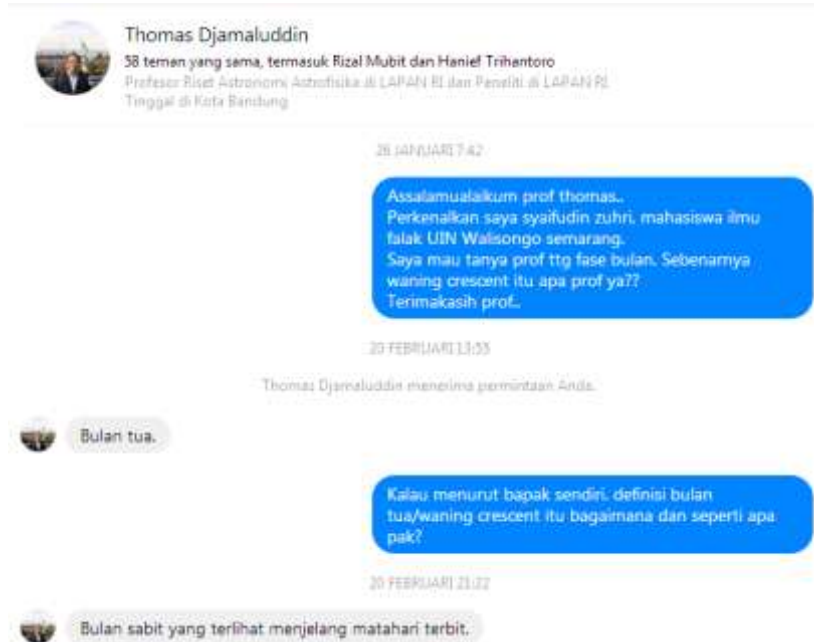 Thomas Djamaluddin
58 teman yang sama, termasuk Rizal Mubit dan Hanief Trihantoro
Profesor Riset Astronomi Astrofisika di LAPAN RI dan Peneliti di LAPAN RI
Tinggal di Kota Bandung
26 JANUARI 7:42
Assalamualaikum prof thomas..
Perkenalkan saya syaifudin zuhri. mahasiswa ilmu
falak UIN Walisongo semarang.
Saya mau tanya prof ttg fase bulan. Sebenarnya
waning crescent itu apa prof ya??
Terimakasih prof..
20 FEBRUARI 13:55
Thomas Djamaluddin menerima permintaan Anda.
Bulan tua.
Kalau menurut bapak sendiri. definisi bulan
tua/waning crescent itu bagaimana dan seperti apa
pak?
20 FEBRUARI 21:22
Bulan sabit yang terlihat menjelang matahari terbit.